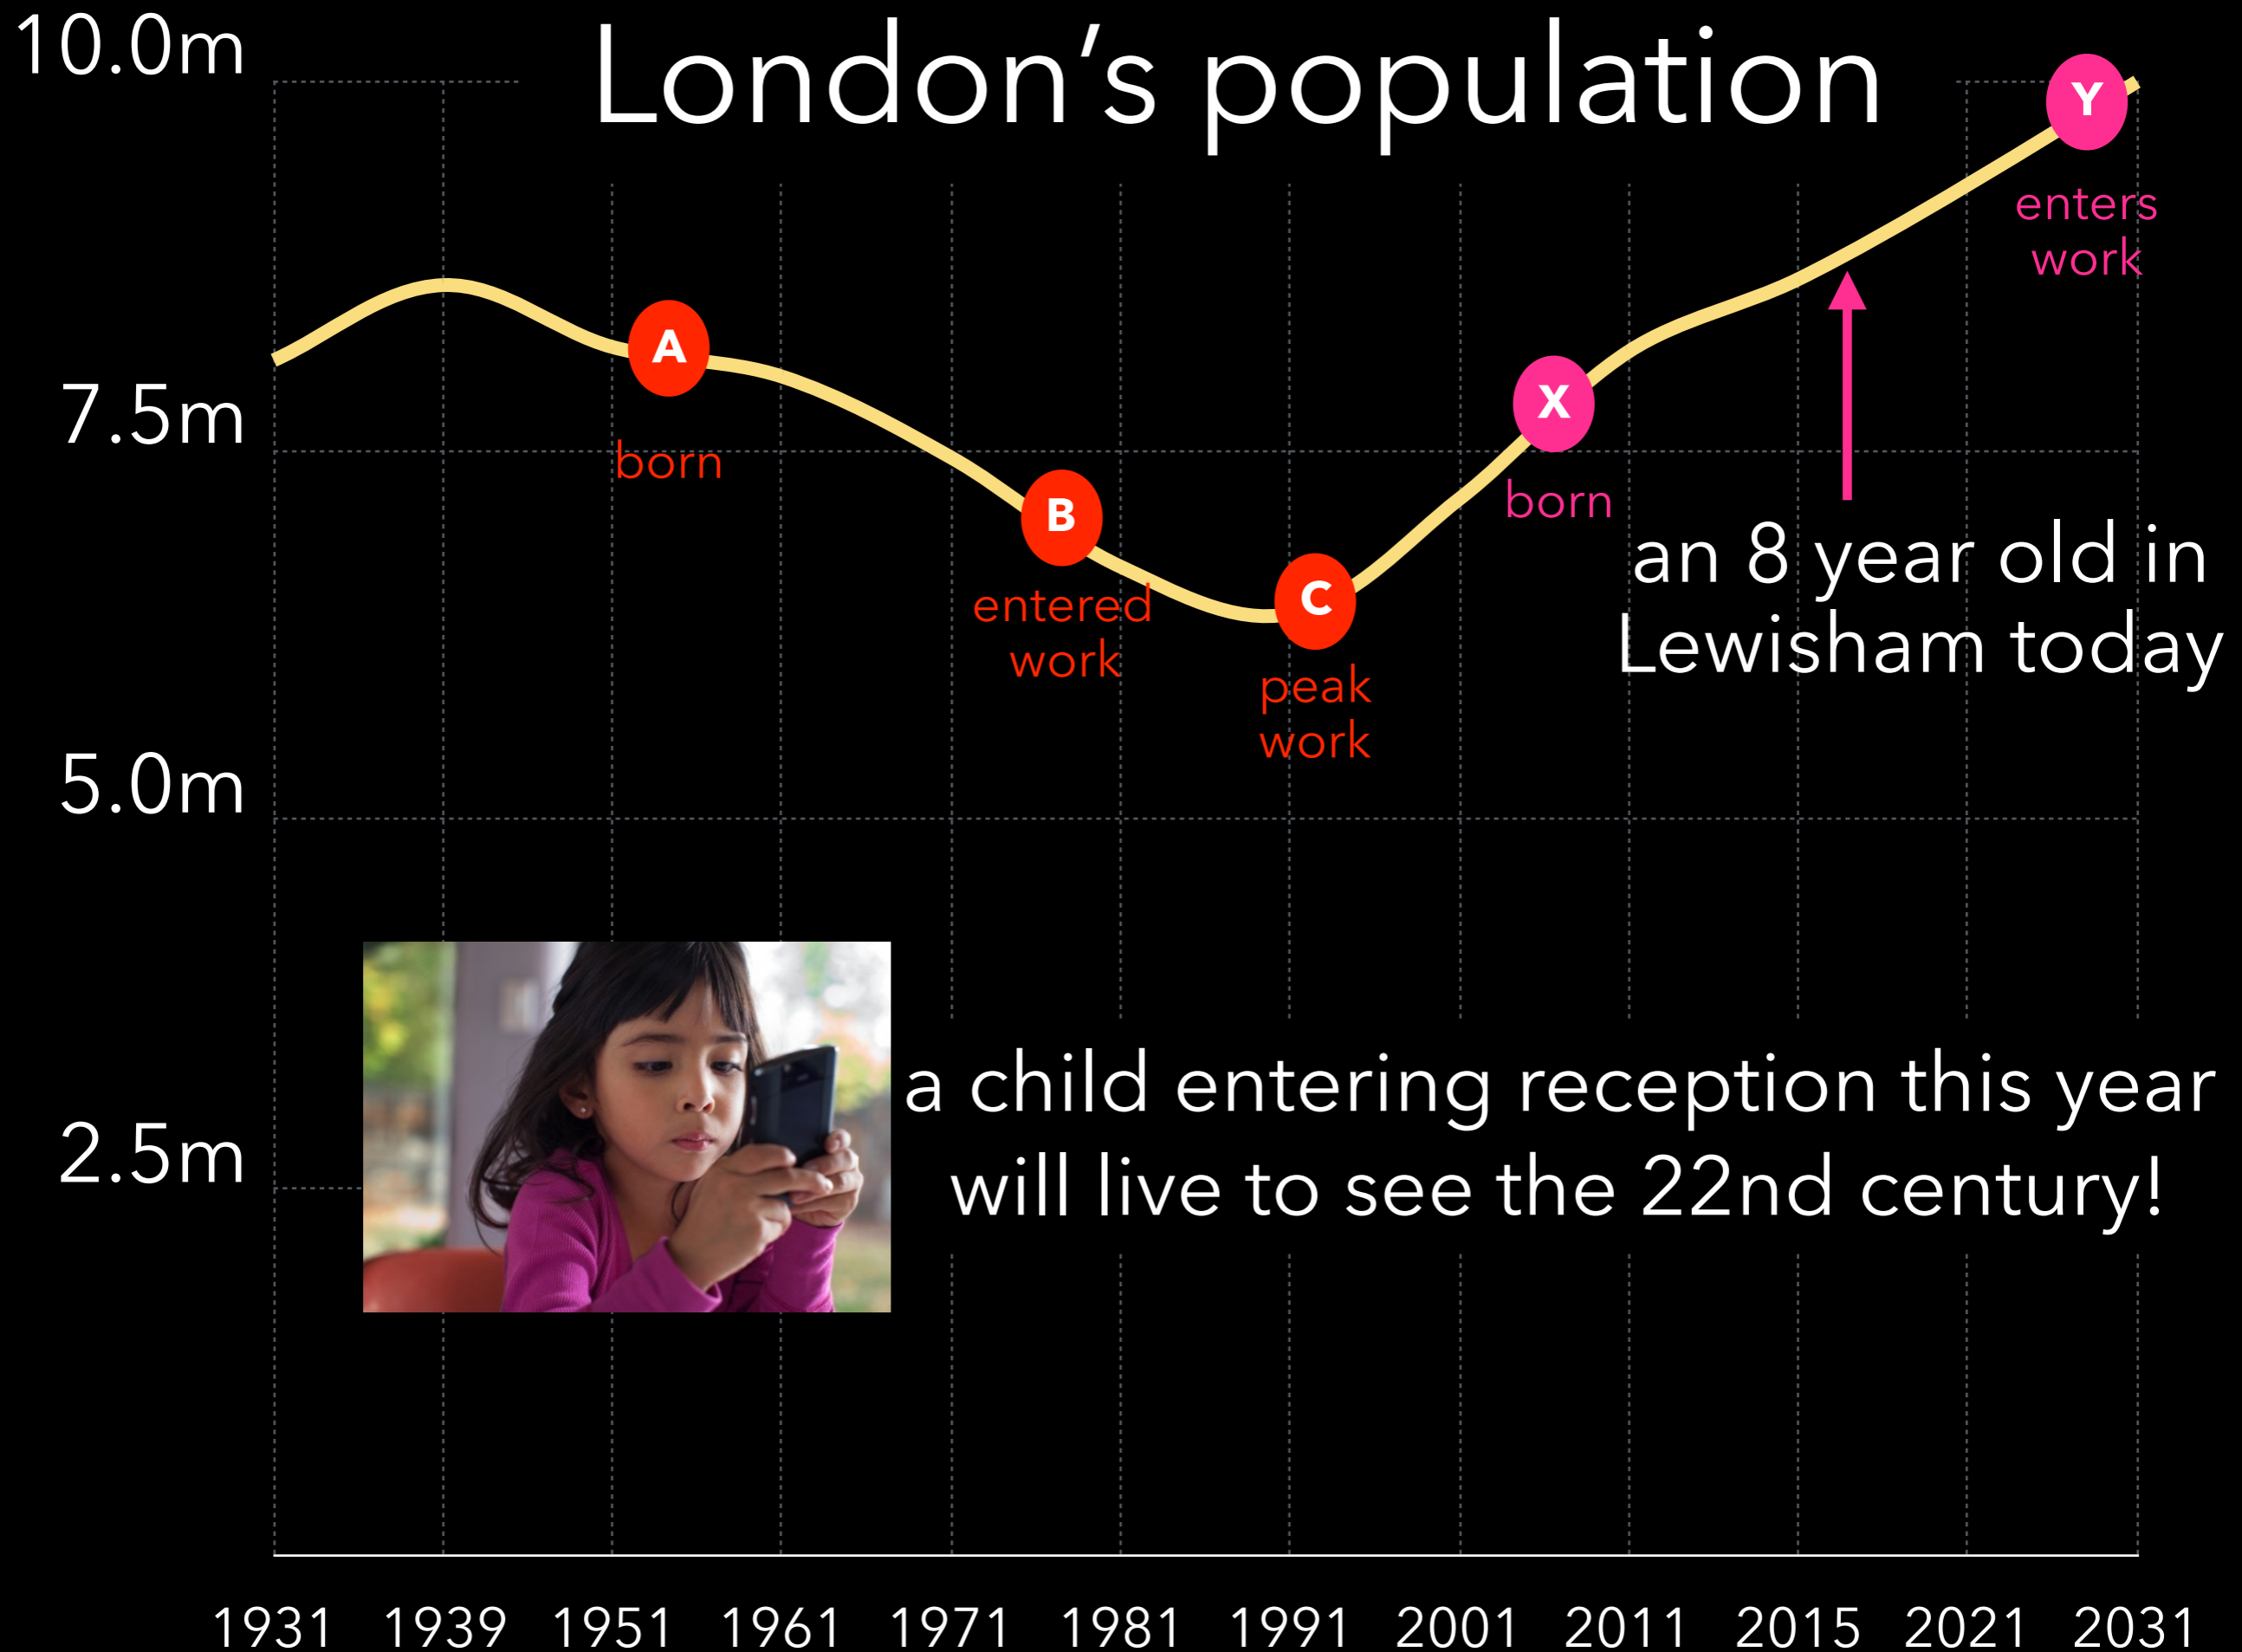 London’s population
10.0m
7.5m
5.0m
2.5m
A
born
B
entered
work
C
peak
work
X
born
Y
enters
work
an 8 year old in
Lewisham today
a child entering reception this year
will live to see the 22nd century!
1931 1939 1951 1961 1971 1981 1991 2001 2011 2015 2021 2031